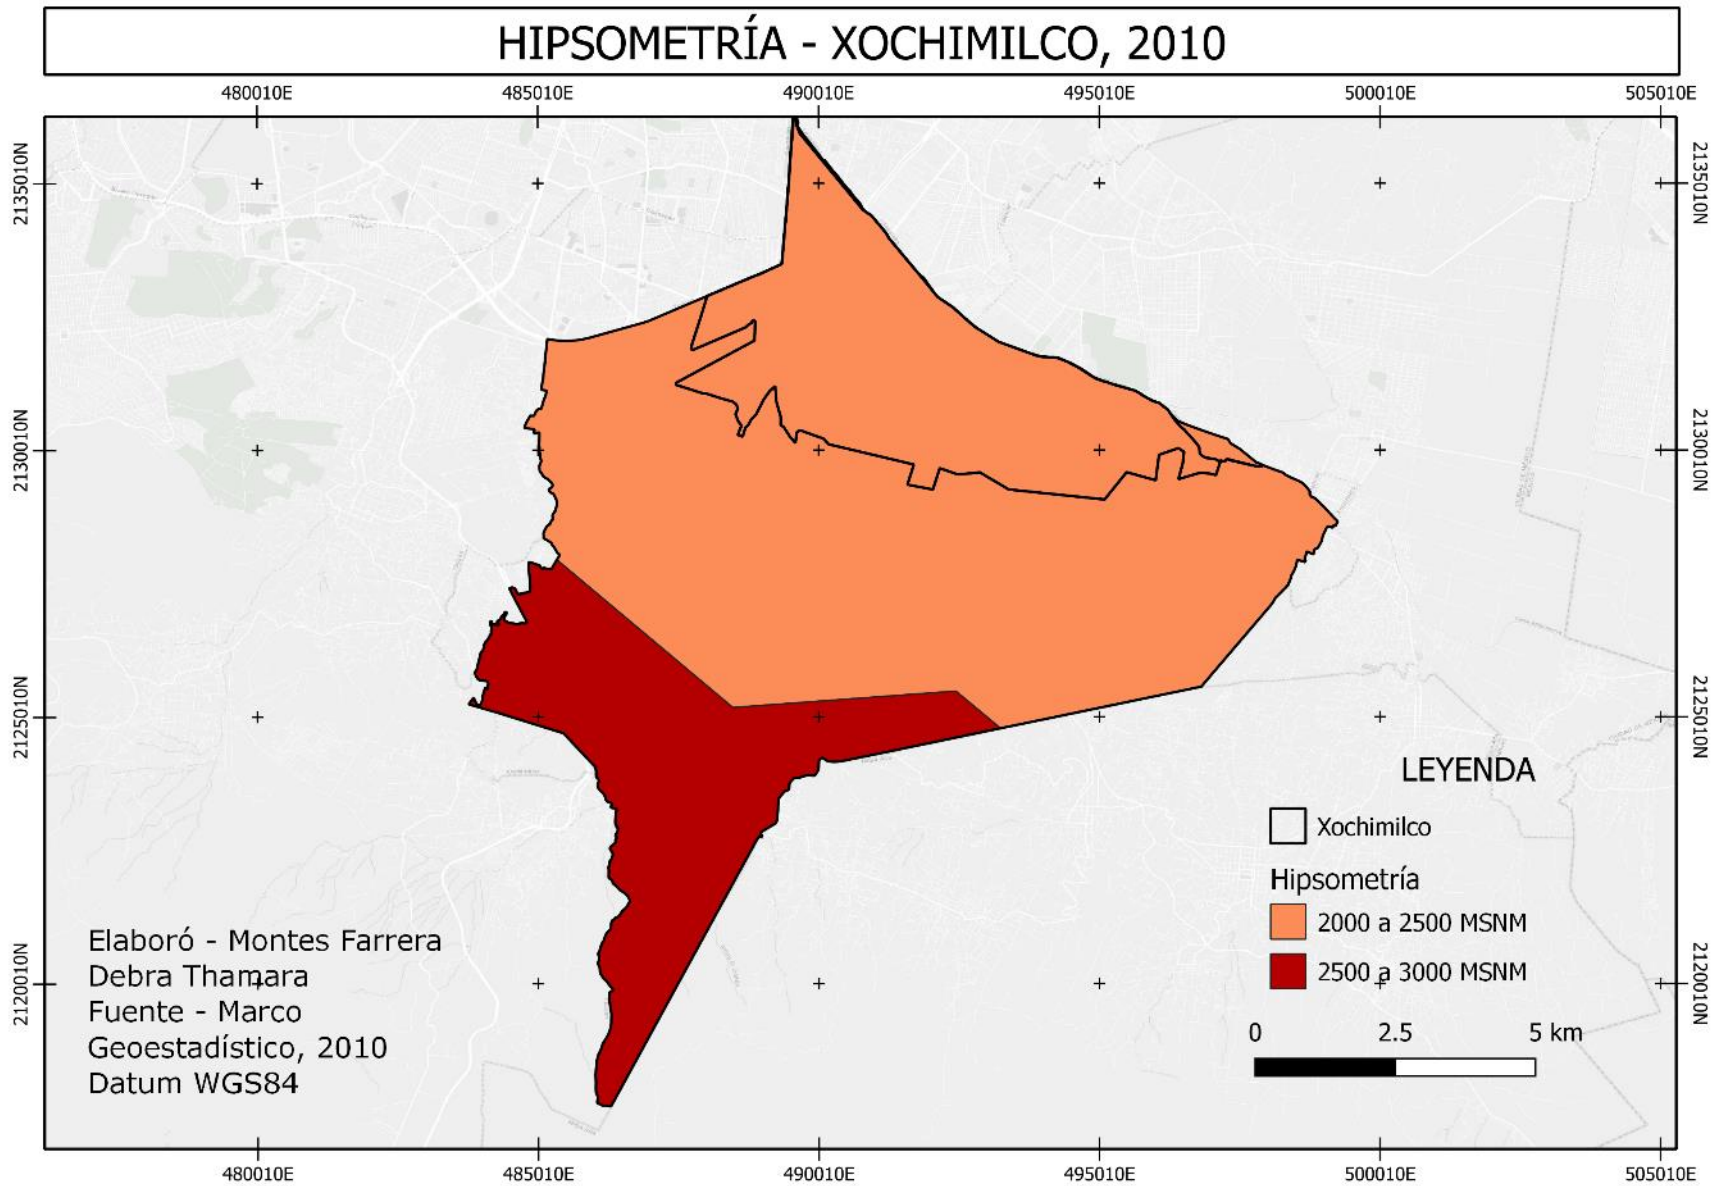 HIPSOMETRÍA - XOCHIMILCO, 2010
480010E 485010E 490010E 495010E 500010E 505010E
2135010N 2135010N
2130010N 2130010N
2125010N 2125010N
2120010N 2120010N
LEYENDA
Xochimilco
Hipsometría
2000 a 2500 MSNM
2500 a 3000 MSNM
0 2.5 5 km
Elaboró - Montes Farrera
Debra Thamara
Fuente - Marco
Geoestadístico, 2010
Datum WGS84
480010E 485010E 490010E 495010E 500010E 505010E